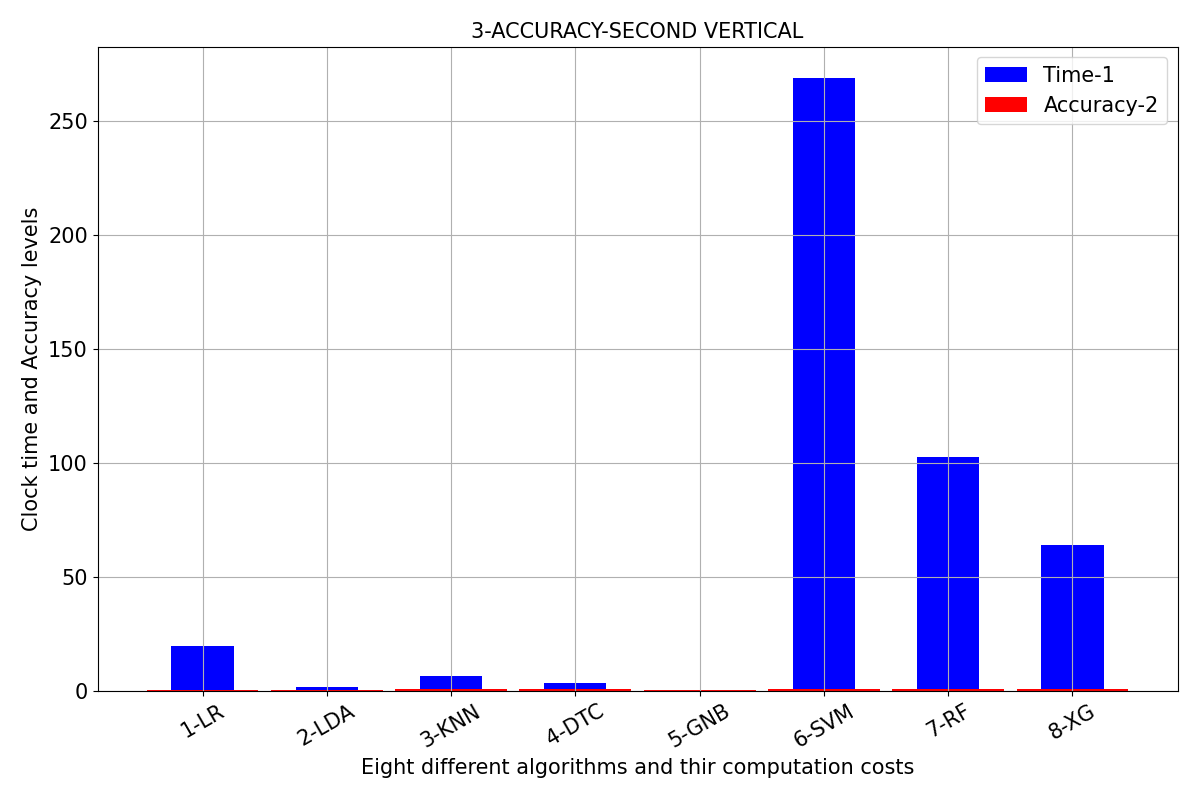 3-ACCURACY-SECOND VERTICAL
Time-1
Accuracy-2
Clock time and Accuracy levels
250
200
150
100
50
0
1-LR
2-LDA
3-KNN
4-DTC
5-GNB
6-SVM
7-RF
8-XG
Eight different algorithms and thir computation costs